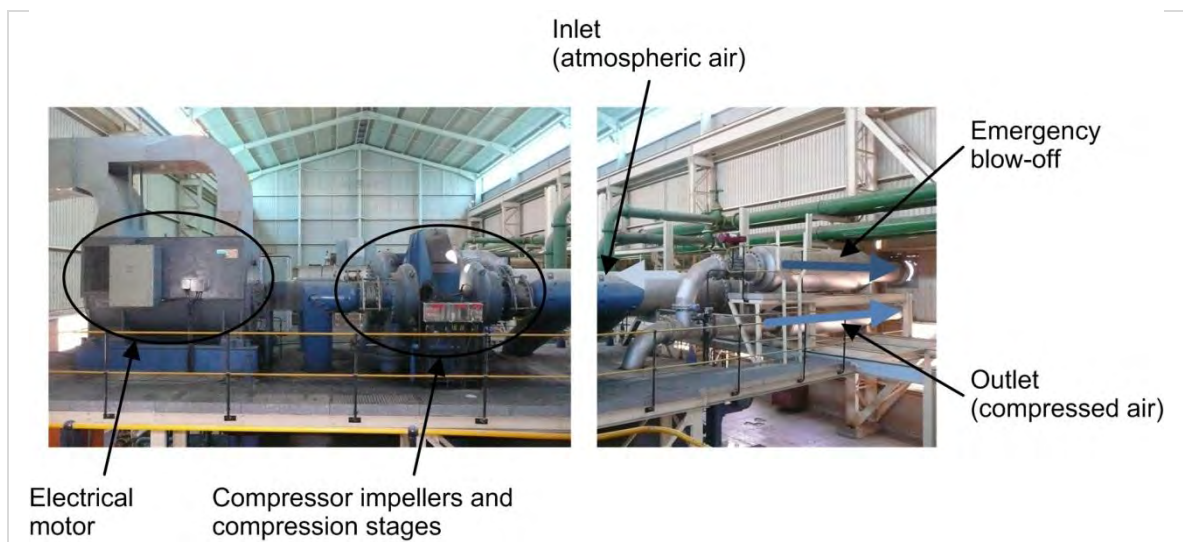 Inlet
(atmospheric air)
Emergency
blow-off
Outlet
(compressed air)
Electrical
motor
Compressor impellers and
compression stages